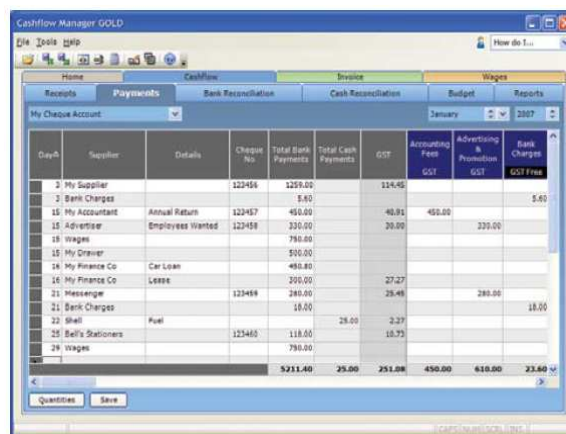 Cashflow Manager GOLD
File Tools Help
How do I...
Home Cashflow Invoice Wages
Receipts Payments Bank Reconciliation Cash Reconciliation Budget Reports
My Cheque Account January 2007
Day Supplier Details Cheque No Total Bank Payments Total Cash Payments GST Accounting Fees GST Advertising & Promotion GST Bank Charges GST Free
3 My Supplier 123456 1259.00 114.45
3 Bank Charges 5.60 5.60
15 My Accountant Annual Return 123457 450.00 40.91 450.00
15 Advertiser Employees Wanted 123458 330.00 30.00 330.00
15 Wages 750.00
15 My Drawer 500.00
16 My Finance Co Car Loan 450.80
16 My Finance Co Lease 300.00 27.27
21 Messenger 123459 280.00 25.45 280.00
21 Bank Charges 18.00 18.00
22 Shell Fuel 25.00 2.27
25 Bell's Stationers 123460 118.00 10.73
29 Wages 750.00
5211.40 25.00 251.08 450.00 610.00 23.60
Quantities Save
CAPS NUM SCRL INS